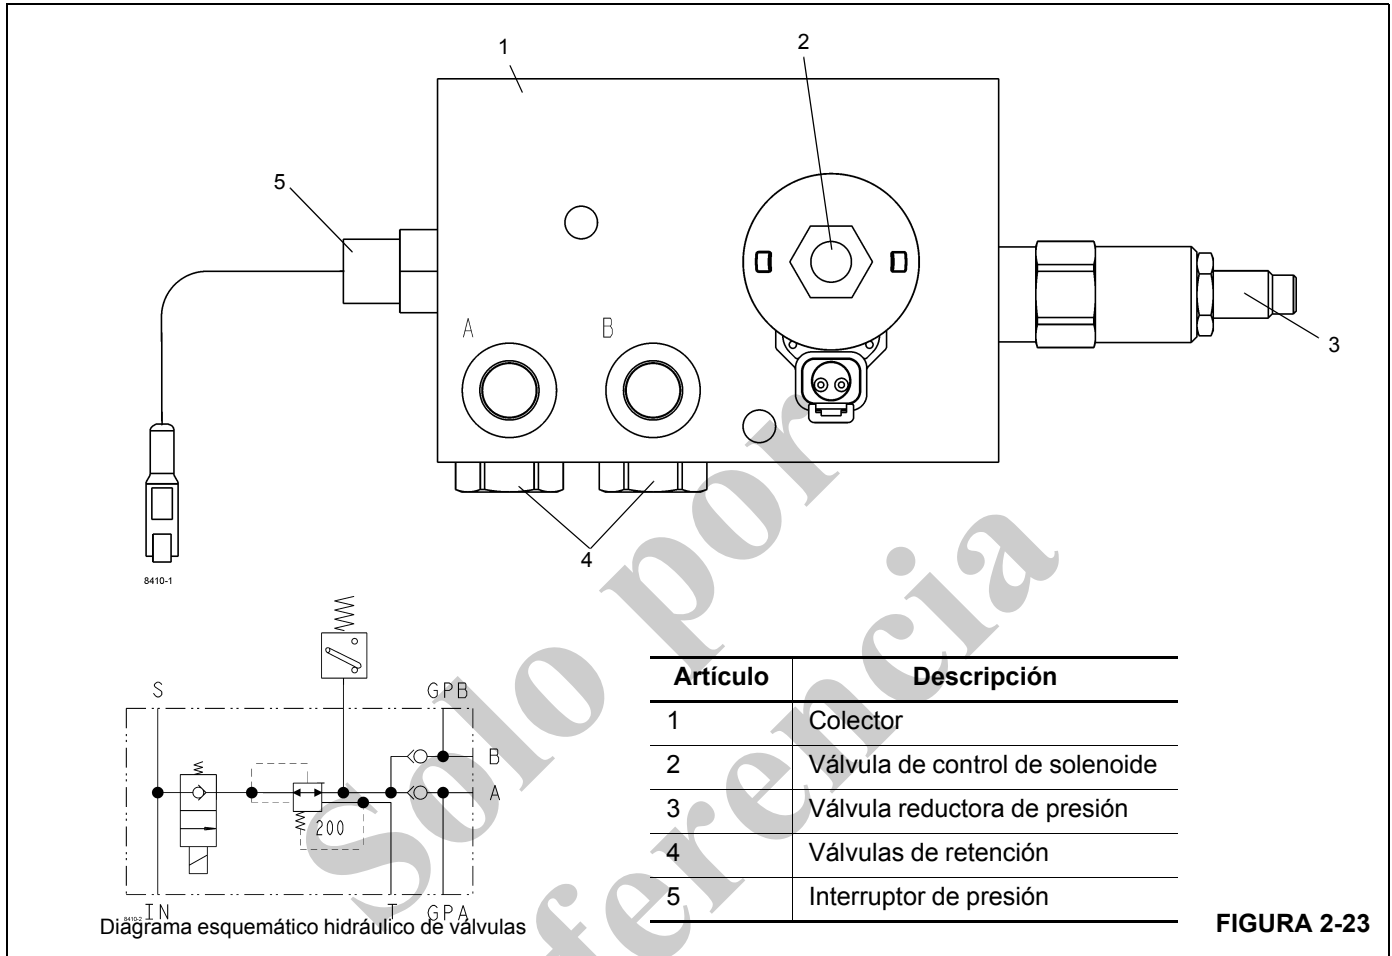 1
2
5
A
B
3
4
8410-1
S
GPB
B
A
200
IN
T
GPA
8410-2
Diagrama esquemático hidráulico de válvulas
Artículo Descripción
1 Colector
2 Válvula de control de solenoide
3 Válvula reductora de presión
4 Válvulas de retención
5 Interruptor de presión
FIGURA 2-23
Solo por
ferencia